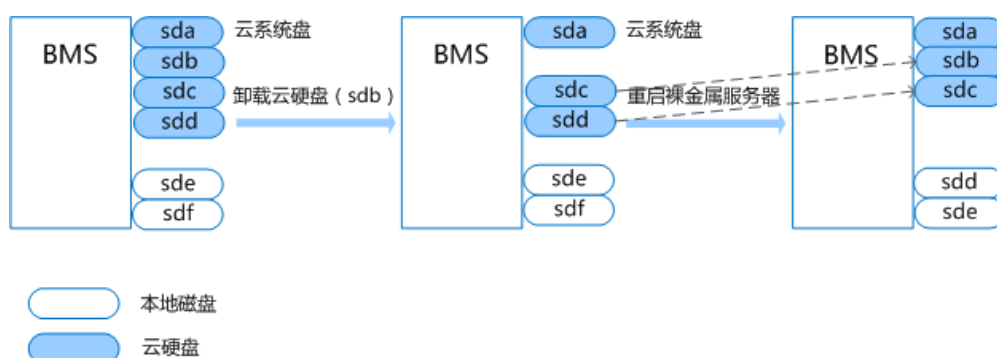 BMS
sda 云系统盘
sdb
sdc
sdd
sde
sdf
卸载云硬盘（sdb）
BMS
sda 云系统盘
sdc
sdd
sde
sdf
重启裸金属服务器
BMS
sda
sdb
sdc
sdd
sde
本地磁盘
云硬盘